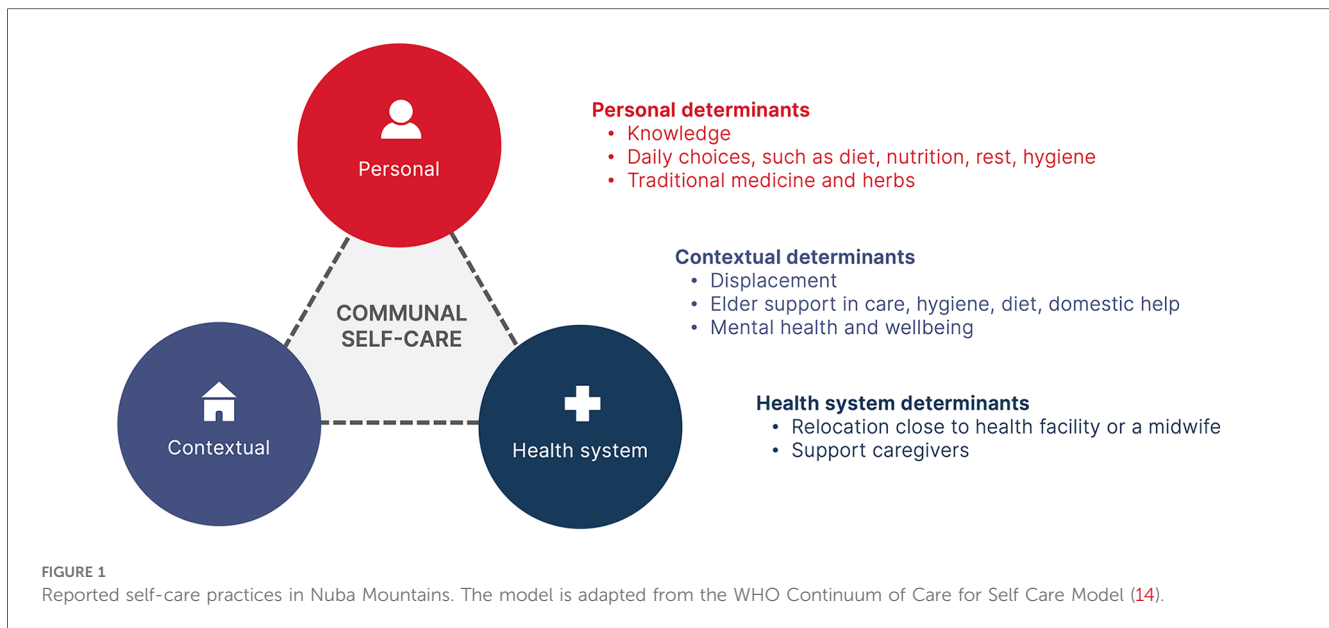 Personal
COMMUNAL
SELF-CARE
Contextual
Health system
Personal determinants
• Knowledge
• Daily choices, such as diet, nutrition, rest, hygiene
• Traditional medicine and herbs
Contextual determinants
• Displacement
• Elder support in care, hygiene, diet, domestic help
• Mental health and wellbeing
Health system determinants
• Relocation close to health facility or a midwife
• Support caregivers
FIGURE 1
Reported self-care practices in Nuba Mountains. The model is adapted from the WHO Continuum of Care for Self Care Model (14).